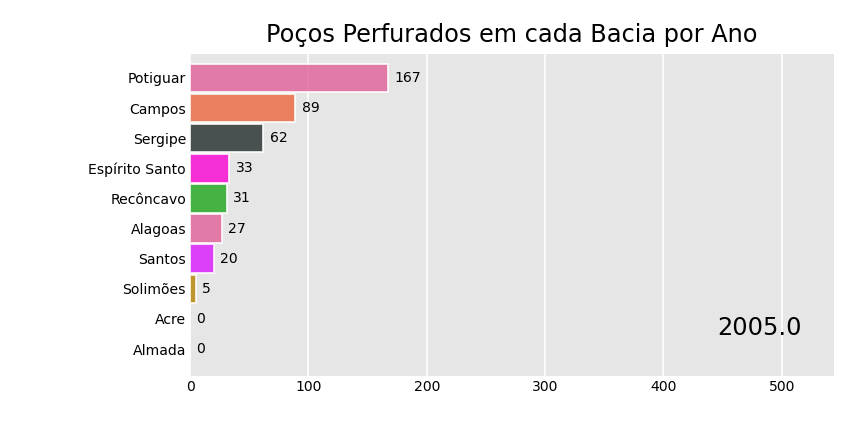 Poços Perfurados em cada Bacia por Ano
Potiguar 167
Campos 89
Sergipe 62
Espírito Santo 33
Recôncavo 31
Alagoas 27
Santos 20
Solimões 5
Acre 0
2005.0
Almada 0
0 100 200 300 400 500